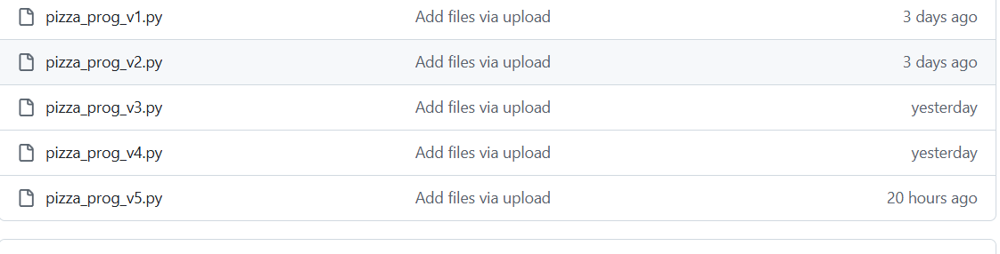 pizza_prog_v1.py Add files via upload 3 days ago
pizza_prog_v2.py Add files via upload 3 days ago
pizza_prog_v3.py Add files via upload yesterday
pizza_prog_v4.py Add files via upload yesterday
pizza_prog_v5.py Add files via upload 20 hours ago